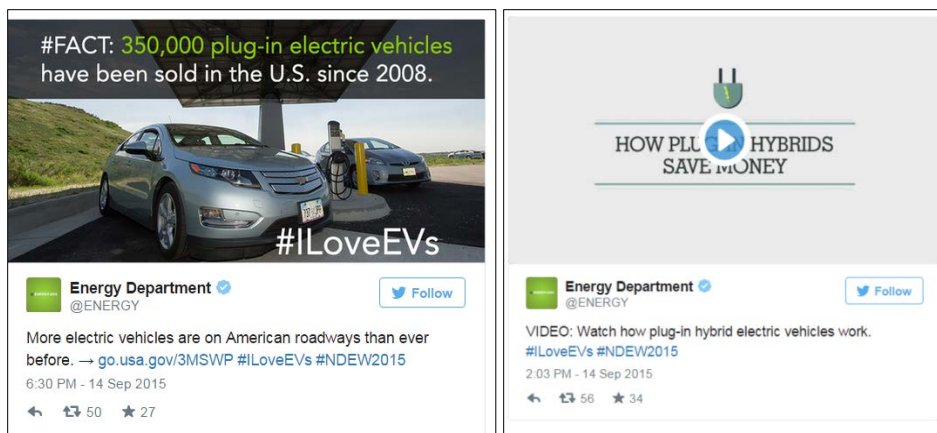 #FACT: 350,000 plug-in electric vehicles
have been sold in the U.S. since 2008.
#ILoveEVs
Energy Department
@ENERGY
Follow
More electric vehicles are on American roadways than ever
before. → go.usa.gov/3MSWP #ILoveEVs #NDEW2015
6:30 PM - 14 Sep 2015
50 27
HOW PLUG-IN HYBRIDS
SAVE MONEY
Energy Department
@ENERGY
Follow
VIDEO: Watch how plug-in hybrid electric vehicles work.
#ILoveEVs #NDEW2015
2:03 PM - 14 Sep 2015
56 34